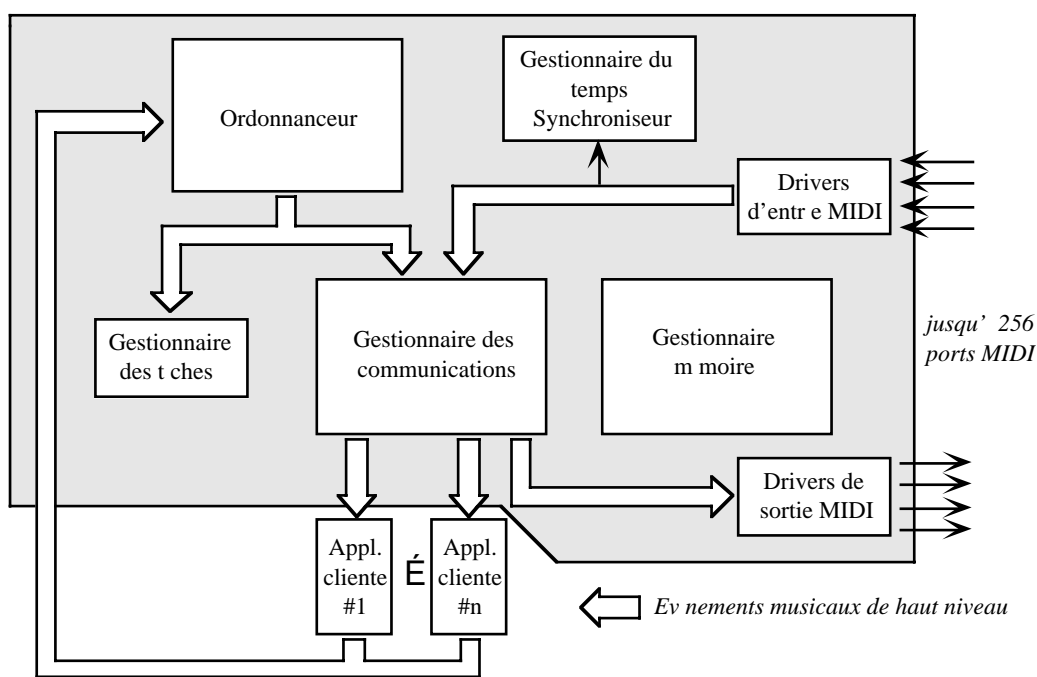 Gestionnaire du
temps
Synchroniseur
Ordonnanceur
Drivers
d'entr e MIDI
Gestionnaire
des t ches
Gestionnaire des
communications
Gestionnaire
m moire
jusqu' 256
ports MIDI
Drivers de
sortie MIDI
Appl.
cliente
#1
É
Appl.
cliente
#n
Ev nements musicaux de haut niveau